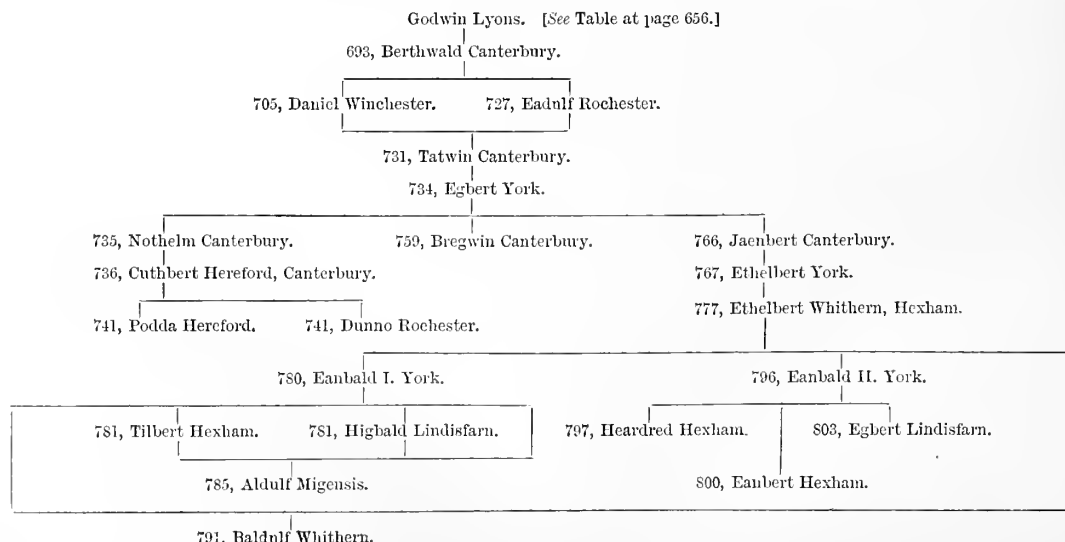 Godwin Lyons. [See Table at page 656.]
693, Berthwald Canterbury.
705, Daniel Winchester. 727, Eadulf Rochester.
731, Tatwin Canterbury.
734, Egbert York.
735, Nothelm Canterbury. 759, Bregwin Canterbury. 766, Jaenbert Canterbury.
736, Cuthbert Hereford, Canterbury. 767, Ethelbert York.
741, Podda Hereford. 741, Dunno Rochester. 777, Ethelbert Whithern, Hexham.
780, Eanbald I. York. 796, Eanbald II. York.
781, Tilbert Hexham. 781, Higbald Lindisfarn. 797, Heardred Hexham. 803, Egbert Lindisfarn.
785, Aldulf Migensis. 800, Eanbert Hexham.
791, Baldulf Whithern.